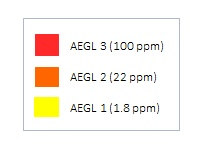 AEGL 3 (100 ppm)
AEGL 2 (22 ppm)
AEGL 1 (1.8 ppm)